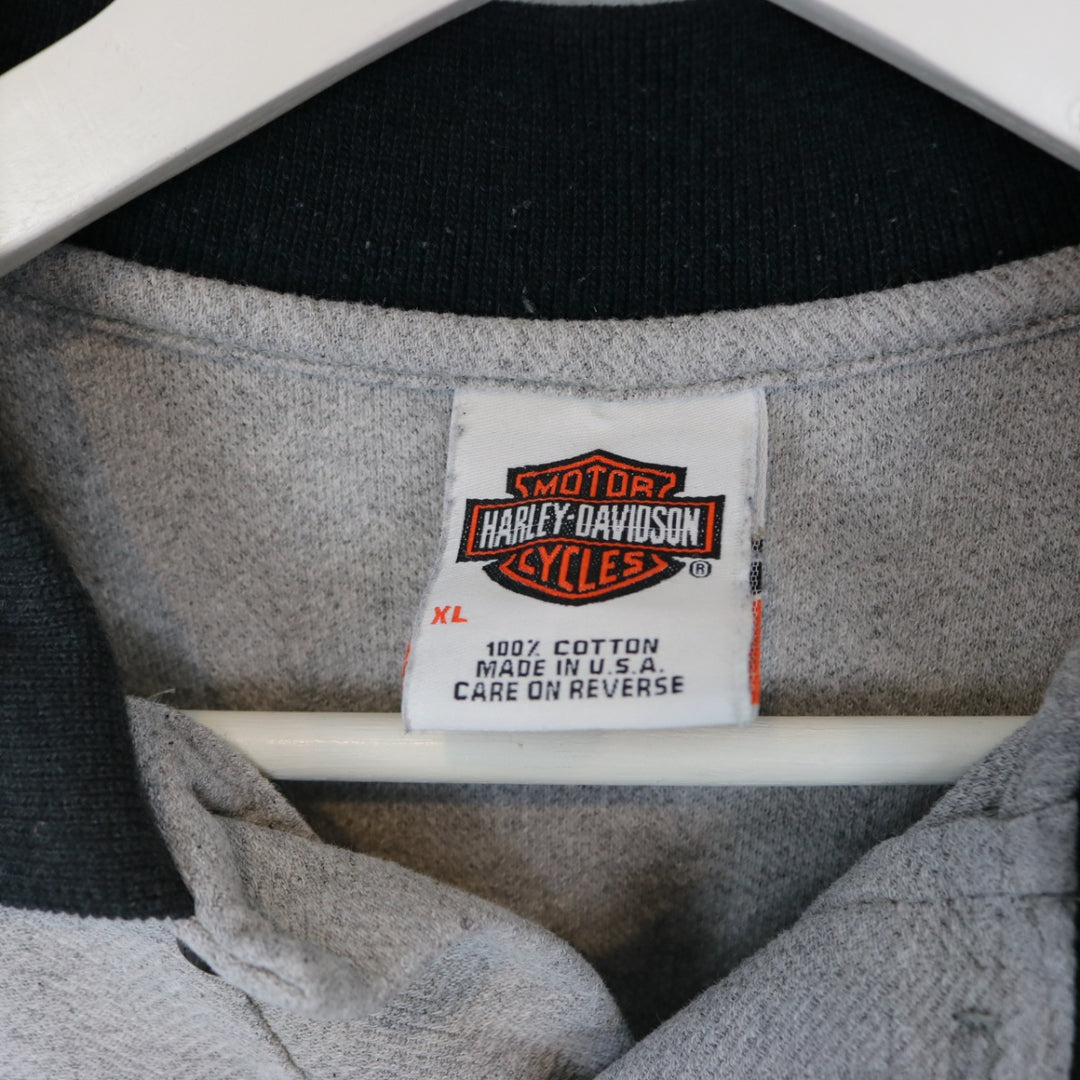 MOTOR
HARLEY-DAVIDSON
CYCLES
®
XL
100% COTTON
MADE IN U.S.A.
CARE ON REVERSE